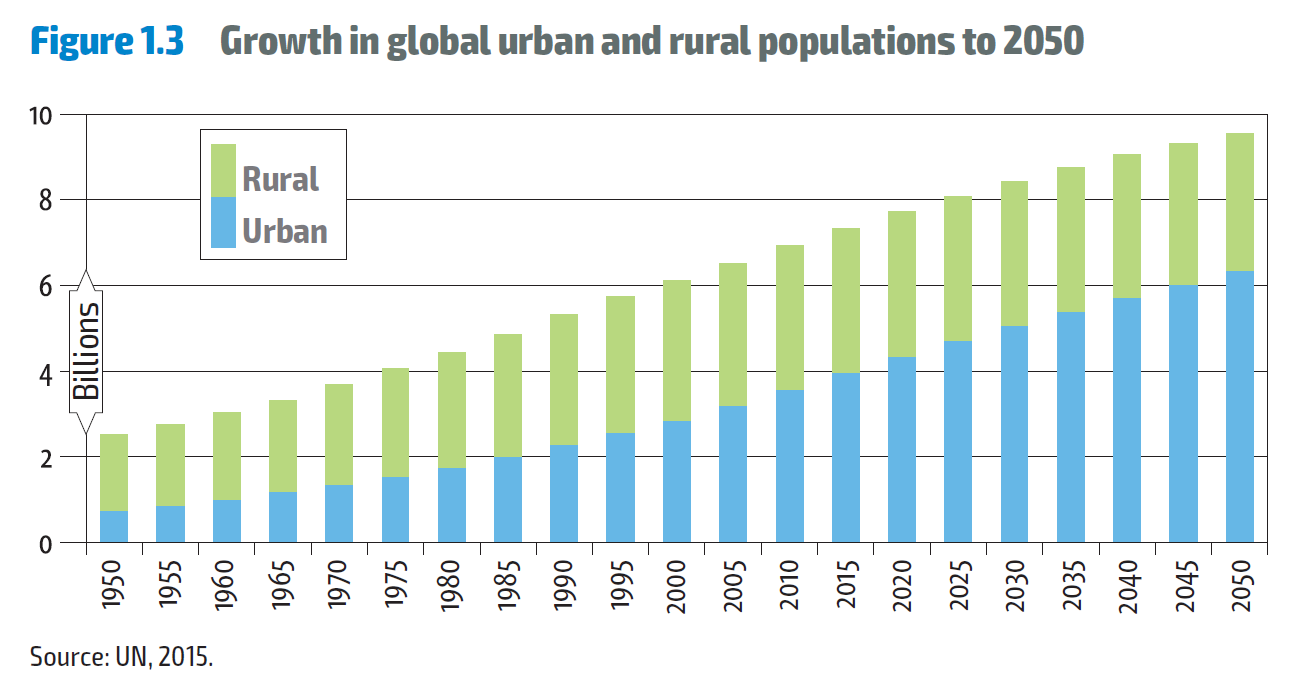 Figure 1.3 Growth in global urban and rural populations to 2050
10
8
6
4
2
0
Billions
Rural
Urban
1950 1955 1960 1965 1970 1975 1980 1985 1990 1995 2000 2005 2010 2015 2020 2025 2030 2035 2040 2045 2050
Source: UN, 2015.